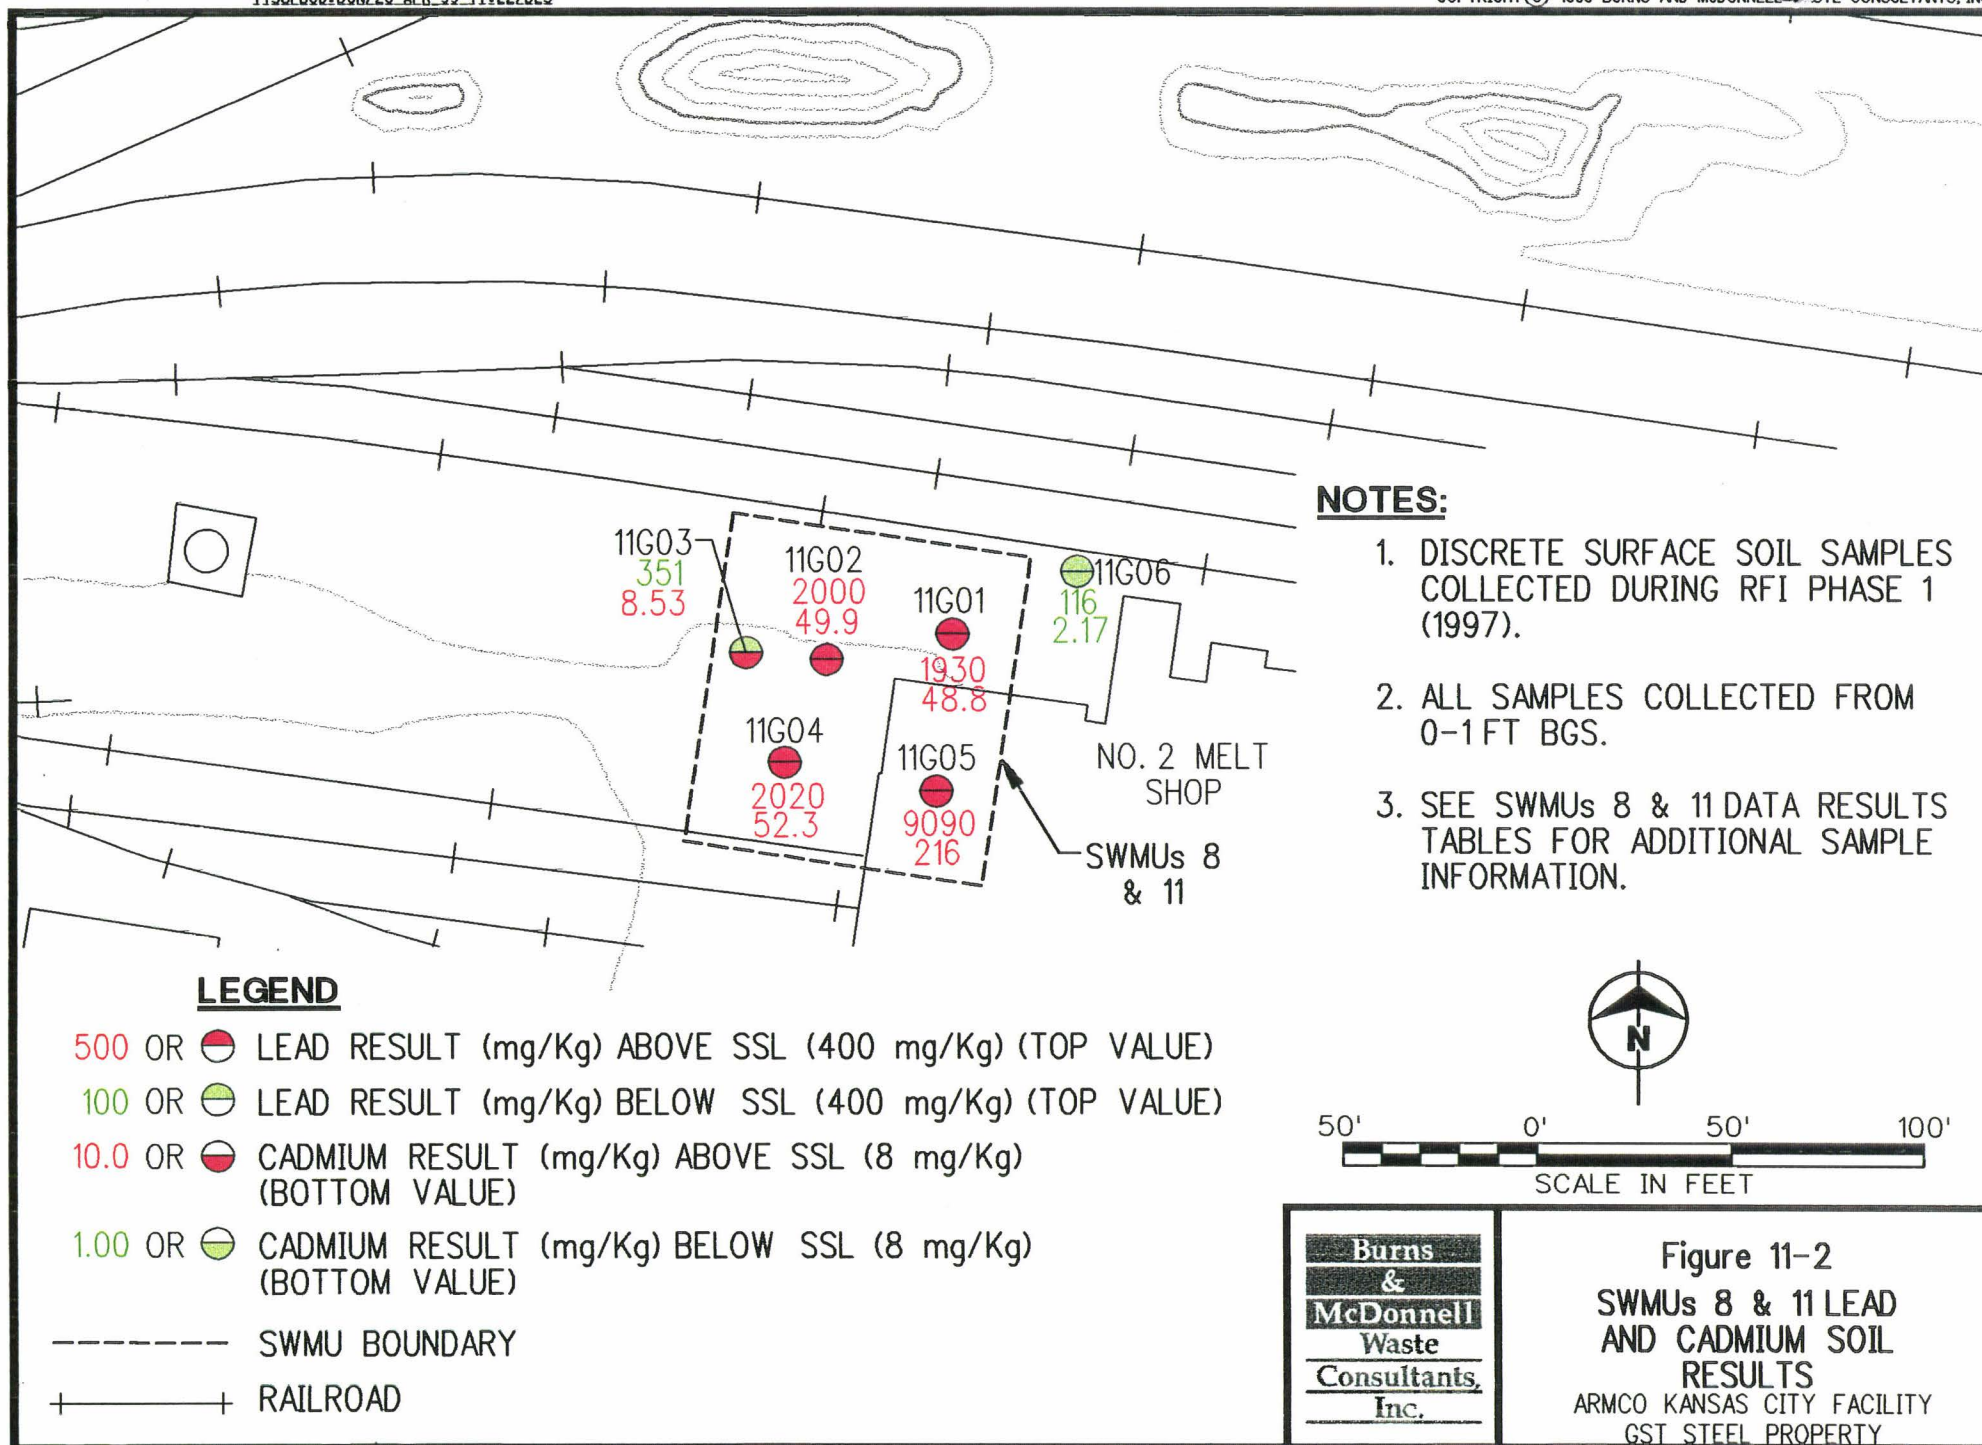 COPYRIGHT © 
NOTES:
1. DISCRETE SURFACE SOIL SAMPLES
COLLECTED DURING RFI PHASE 1
(1997).
2. ALL SAMPLES COLLECTED FROM
0-1 FT BGS.
3. SEE SWMUs 8 & 11 DATA RESULTS
TABLES FOR ADDITIONAL SAMPLE
INFORMATION.
11G03
351
8.53
11G02
2000
49.9
11G01
1930
48.8
11G06
116
2.17
11G04
2020
52.3
11G05
9090
216
NO. 2 MELT
SHOP
SWMUs 8
& 11
LEGEND
500 OR LEAD RESULT (mg/Kg) ABOVE SSL (400 mg/Kg) (TOP VALUE)
100 OR LEAD RESULT (mg/Kg) BELOW SSL (400 mg/Kg) (TOP VALUE)
10.0 OR CADMIUM RESULT (mg/Kg) ABOVE SSL (8 mg/Kg)
(BOTTOM VALUE)
1.00 OR CADMIUM RESULT (mg/Kg) BELOW SSL (8 mg/Kg)
(BOTTOM VALUE)
SWMU BOUNDARY
RAILROAD
N
50' 0' 50' 100'
SCALE IN FEET
Burns
&
McDonnell
Waste
Consultants,
Inc.
Figure 11-2
SWMUs 8 & 11 LEAD
AND CADMIUM SOIL
RESULTS
ARMCO KANSAS CITY FACILITY
GST STEEL PROPERTY